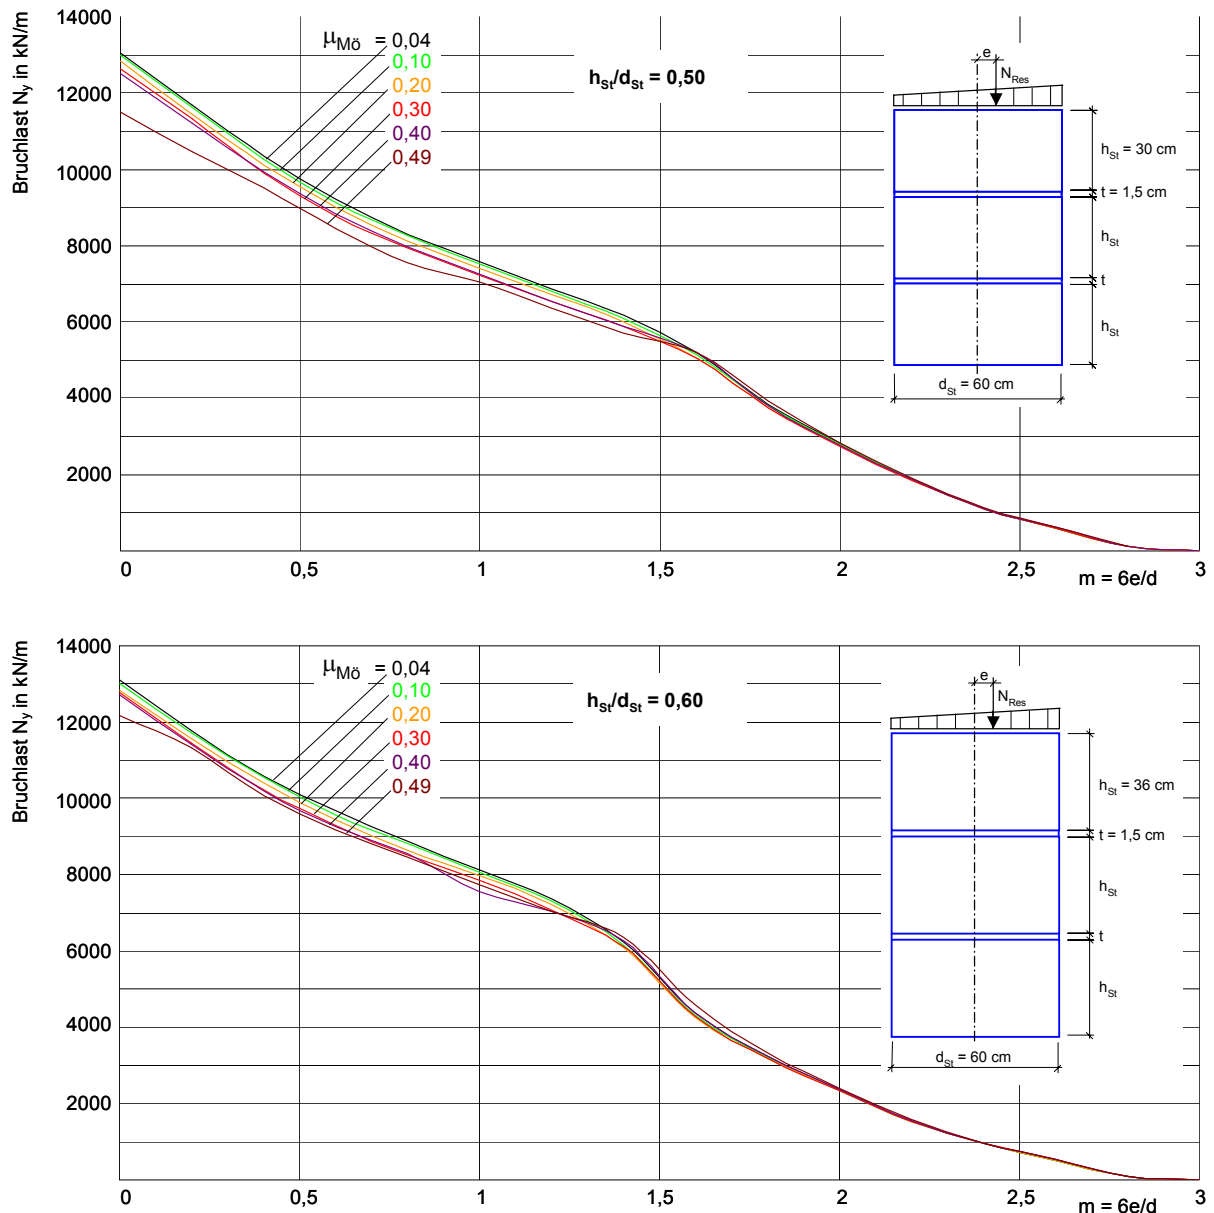 Bruchlast Ny in kN/m
14000
12000
10000
8000
6000
4000
2000
μMö = 0,04
0,10
0,20
0,30
0,40
0,49
hSt/dSt = 0,50
e
NRes
hSt = 30 cm
t = 1,5 cm
hSt
t
hSt
dSt = 60 cm
0 0,5 1 1,5 2 2,5 m = 6e/d 3
Bruchlast Ny in kN/m
14000
12000
10000
8000
6000
4000
2000
μMö = 0,04
0,10
0,20
0,30
0,40
0,49
hSt/dSt = 0,60
e
NRes
hSt = 36 cm
t = 1,5 cm
hSt
t
hSt
dSt = 60 cm
0 0,5 1 1,5 2 2,5 m = 6e/d 3